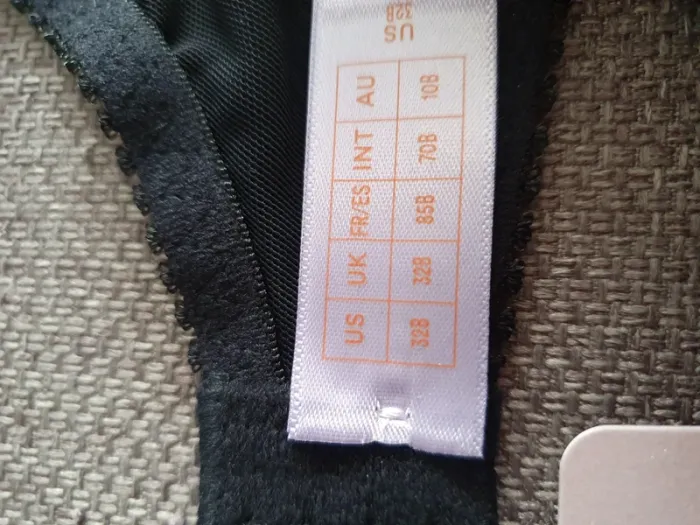 US
32B
US UK FR/ES INT AU
32B 32B 85B 70B 10B